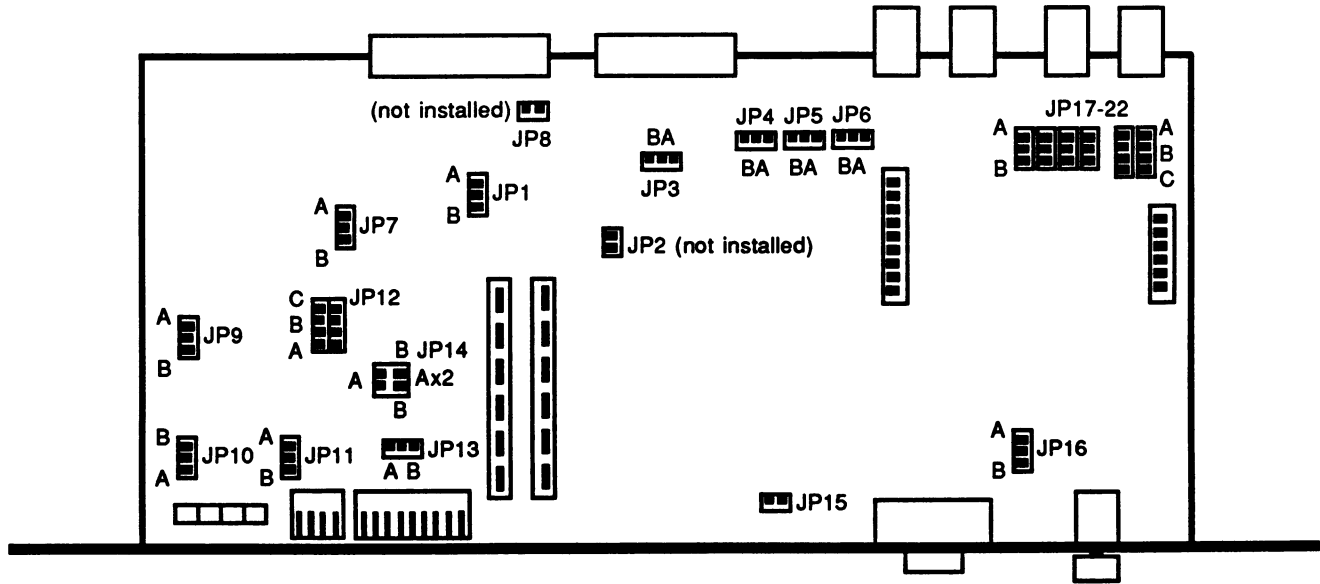 (not installed)
JP8
JP4 JP5 JP6
BA BA BA
BA
JP3
JP17-22
A
B
A
B
C
A
JP1
B
A
JP7
B
JP2 (not installed)
C
B
A
JP12
A
JP9
B
B JP14
A Ax2
B
B
JP10
A
A
JP11
B
JP13
A B
A
JP16
B
JP15